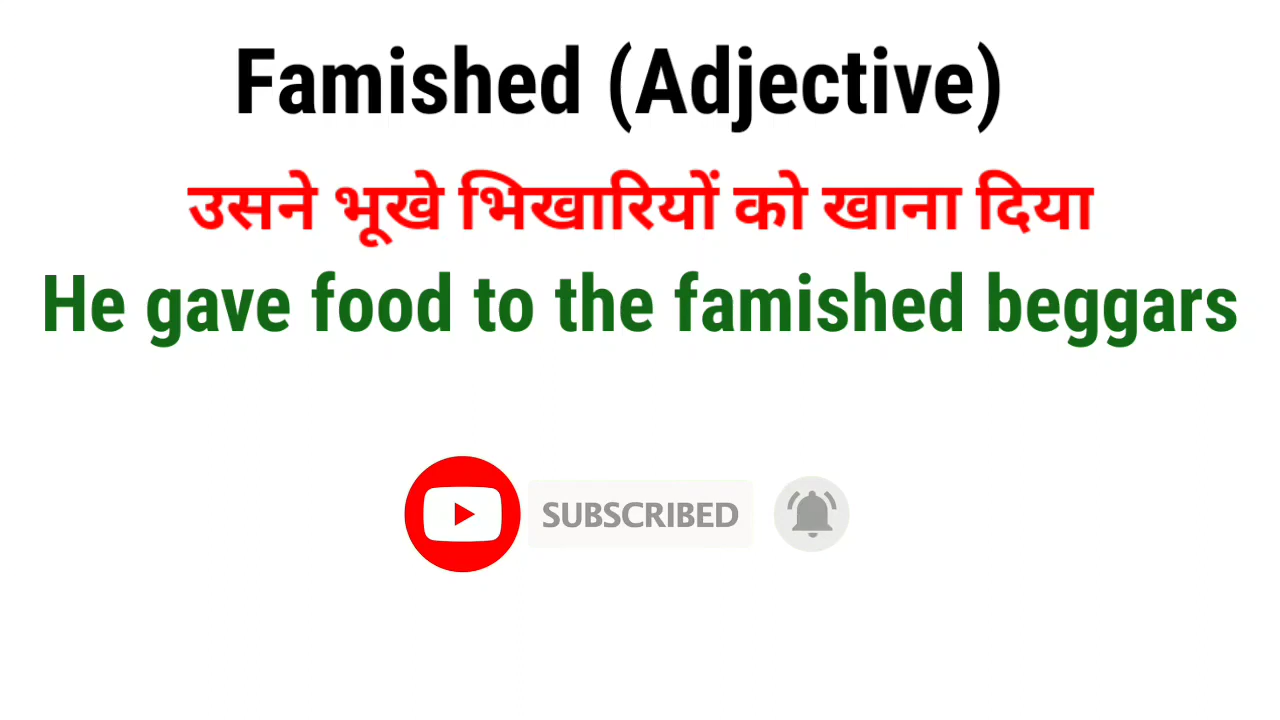 Famished (Adjective)
उसने भूखे भिखारियों को खाना दिया
He gave food to the famished beggars
SUBSCRIBED